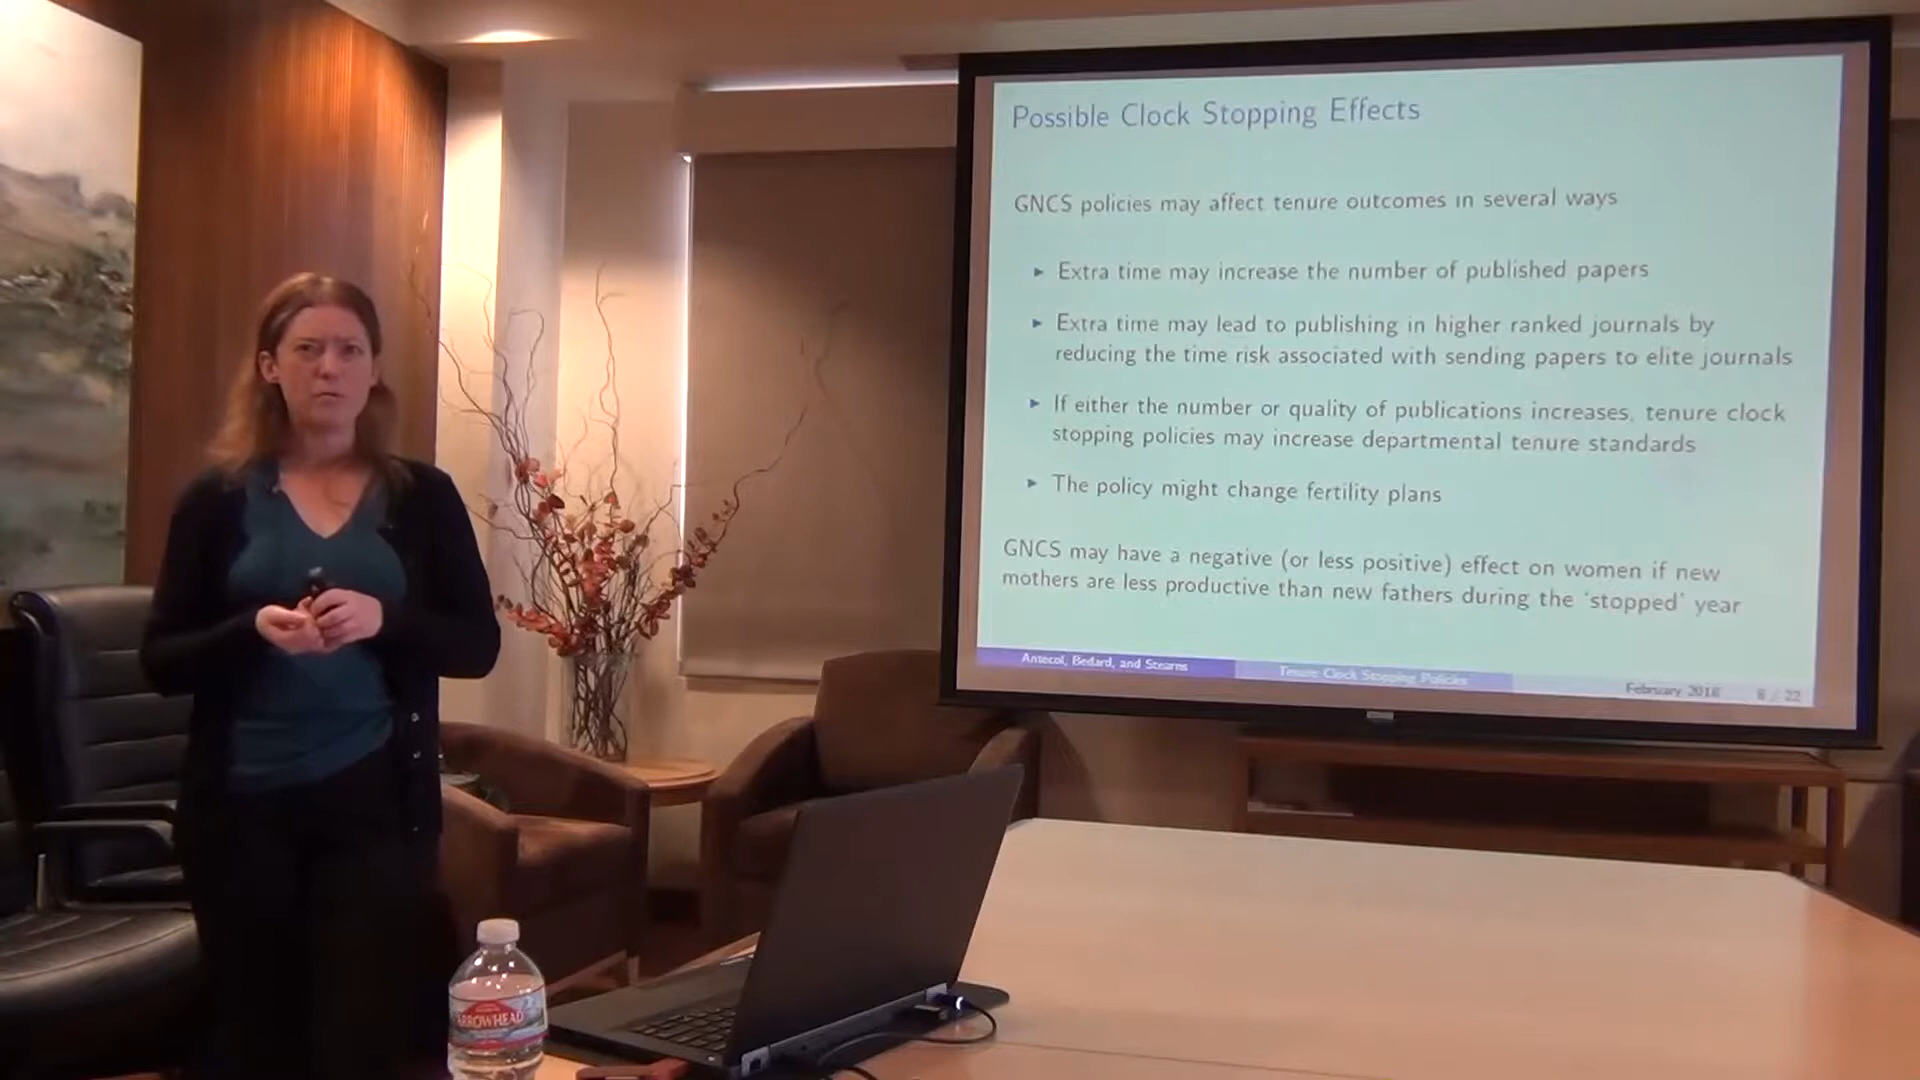 Possible Clock Stopping Effects
GNCS policies may affect tenure outcomes in several ways
Extra time may increase the number of published papers
Extra time may lead to publishing in higher ranked journals by
reducing the time risk associated with sending papers to elite journals
If either the number or quality of publications increases, tenure clock
stopping policies may increase departmental tenure standards
The policy might change fertility plans
GNCS may have a negative (or less positive) effect on women if new
mothers are less productive than new fathers during the ‘stopped’ year
Antecol, Bedard, and Stearns
Tenure Clock Stopping Policies
February 2016
/ 22
ARROWHEAD